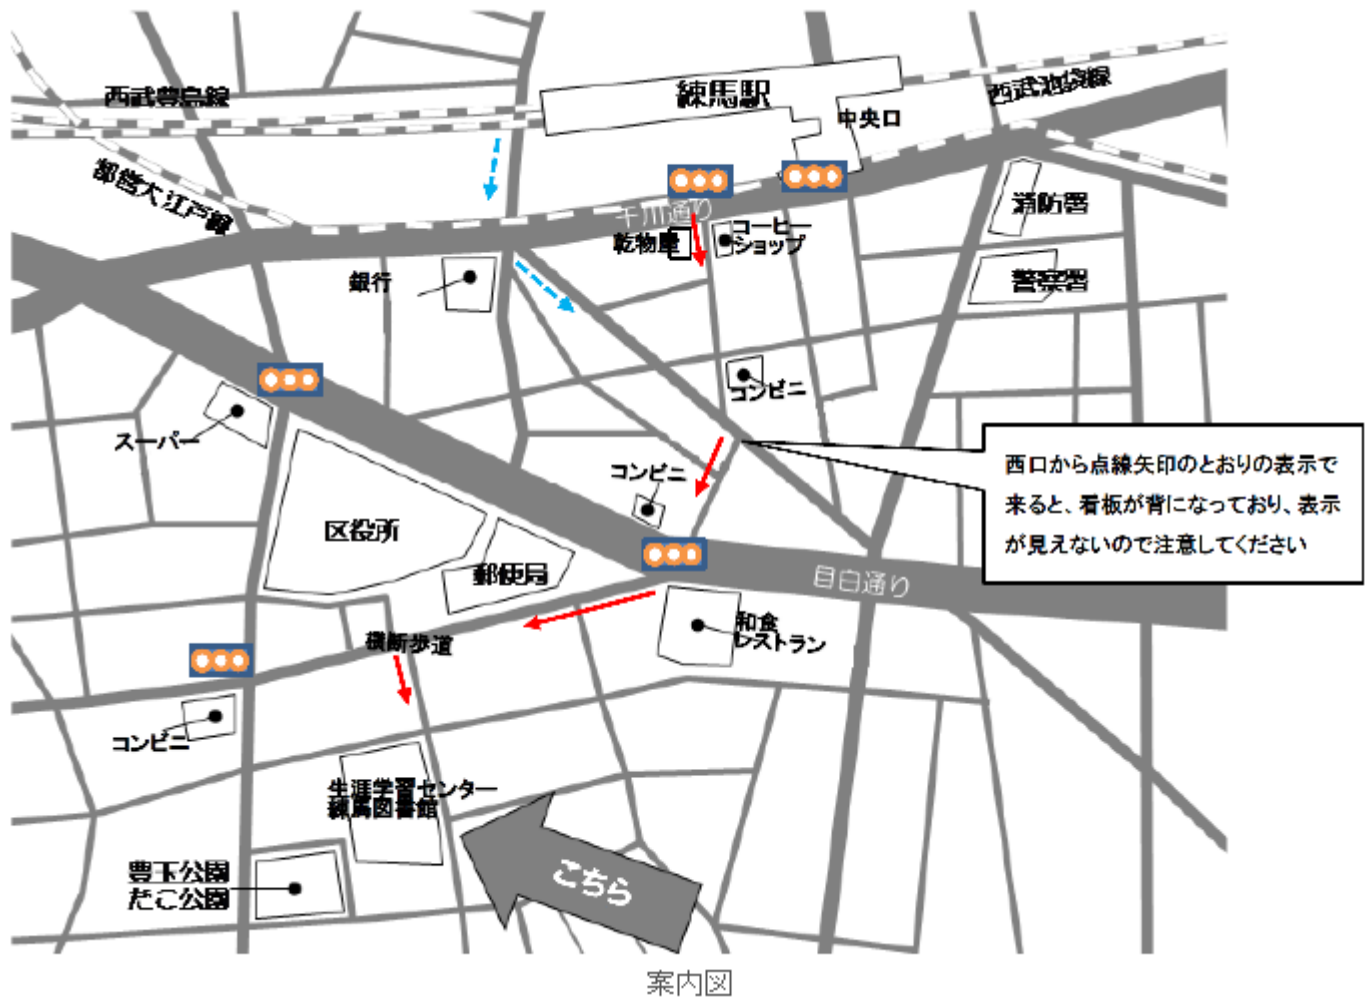 西武豊島線
練馬駅
西武池袋線
中央口
都営大江戸線
千川通り
消防署
乾物屋
コーヒー
ショップ
銀行
警察署
コンビニ
スーパー
コンビニ
西口から点線矢印のとおりの表示で
来ると、看板が背になっており、表示
が見えないので注意してください
区役所
郵便局
目白通り
和食
レストラン
横断歩道
コンビニ
生涯学習センター
練馬図書館
豊玉公園
たこ公園
こちら
案内図